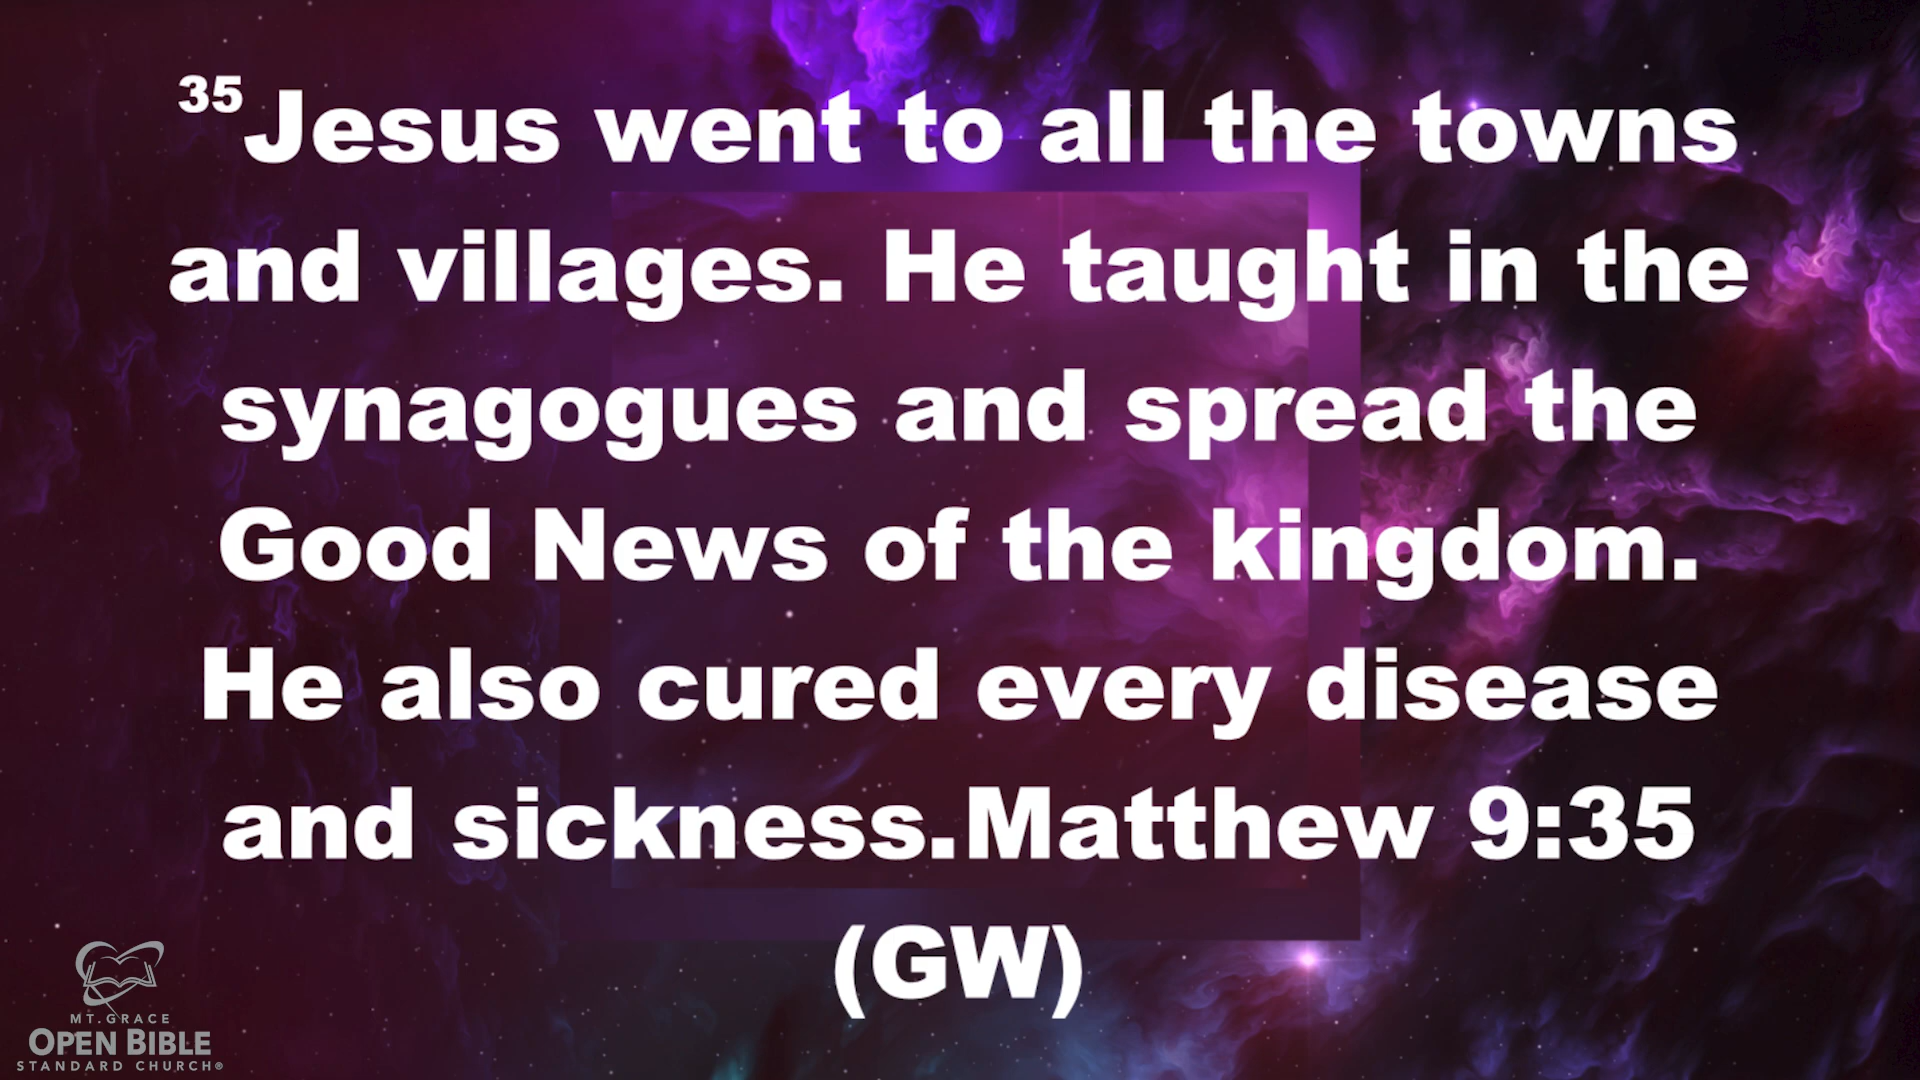 35Jesus went to all the towns
and villages. He taught in the
synagogues and spread the
Good News of the kingdom.
He also cured every disease
and sickness.Matthew 9:35
(GW)
MT.GRACE
OPEN BIBLE
STANDARD CHURCH®